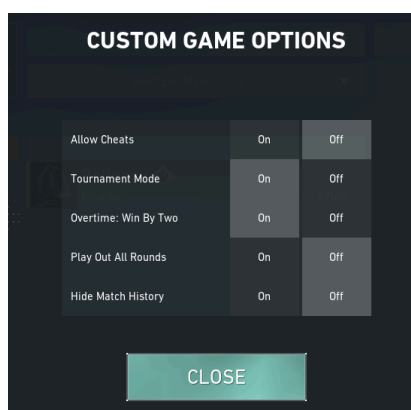 CUSTOM GAME OPTIONS
Allow Cheats On Off
Tournament Mode On Off
Overtime: Win By Two On Off
Play Out All Rounds On Off
Hide Match History On Off
CLOSE